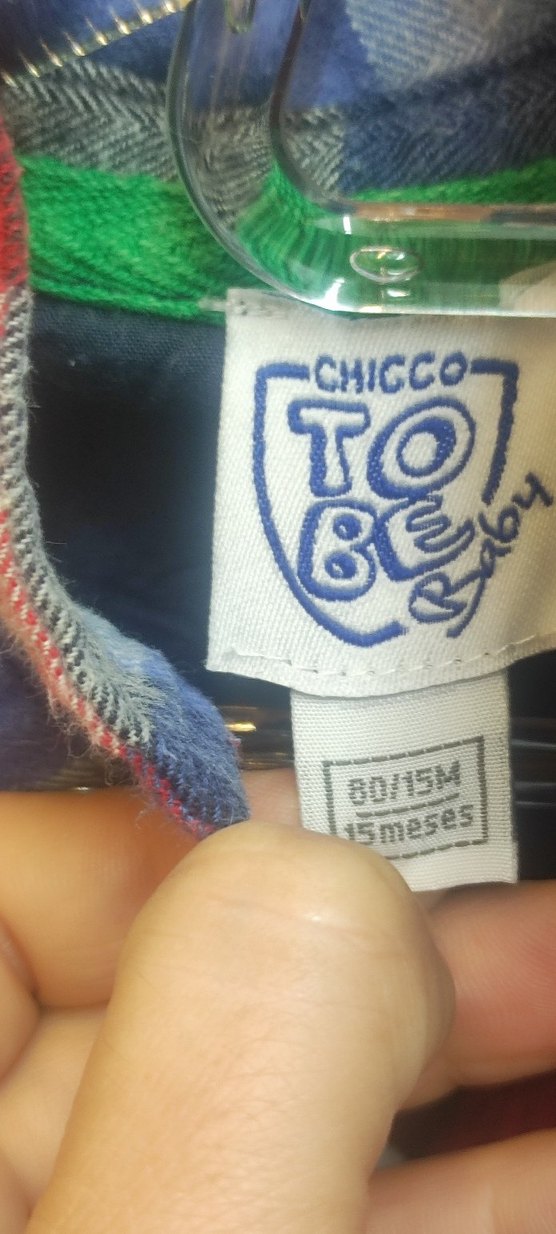 CHICCO
TO
BE
Baby
80/15M
15meses